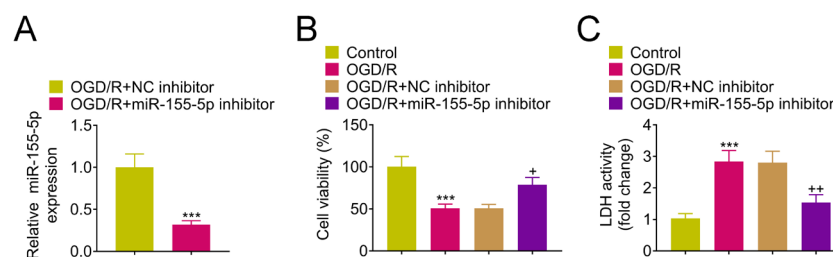 A
OGD/R+NC inhibitor
OGD/R+miR-155-5p inhibitor
Relative miR-155-5p
expression
1.5
1.0
0.5
0.0
***
B
Control
OGD/R
OGD/R+NC inhibitor
OGD/R+miR-155-5p inhibitor
Cell viability (%)
150
100
50
0
***
+
C
Control
OGD/R
OGD/R+NC inhibitor
OGD/R+miR-155-5p inhibitor
LDH activity
(fold change)
4
3
2
1
0
***
++